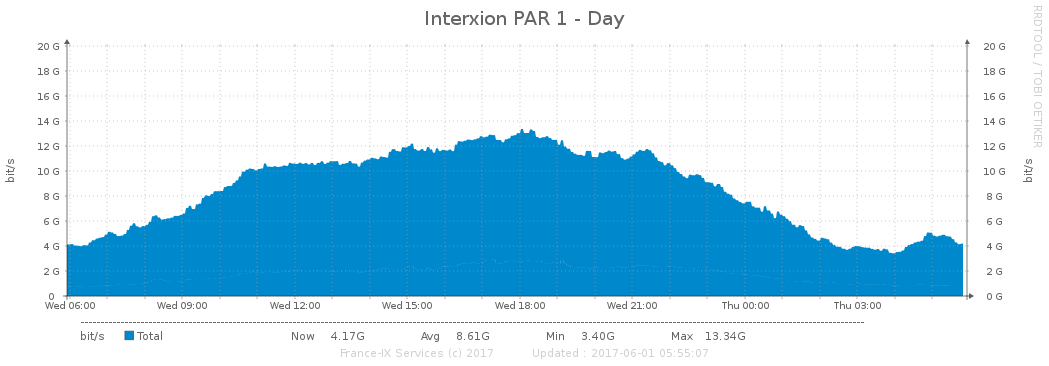 Interxion PAR 1 - Day
RRDTOOL / TOBI OETIKER
bit/s
20 G 20 G
18 G 18 G
16 G 16 G
14 G 14 G
12 G 12 G
10 G 10 G
8 G 8 G
6 G 6 G
4 G 4 G
2 G 2 G
0 0 G
bit/s
Wed 06:00 Wed 09:00 Wed 12:00 Wed 15:00 Wed 18:00 Wed 21:00 Thu 00:00 Thu 03:00
bit/s Total Now 4.17G Avg 8.61G Min 3.40G Max 13.34G
France-IX Services (c) 2017 Updated : 2017-06-01 05:55:07